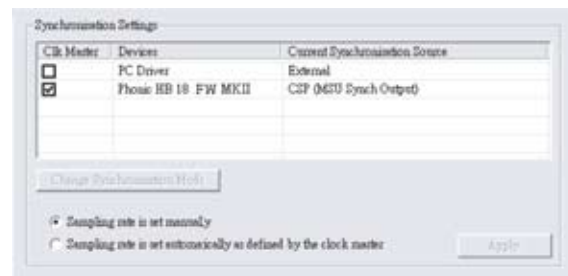 Synchronisation Settings
Clk Master Devices Current Synchronisation Source
PC Driver External
Phonic HB 18 FW MKII CSP (MSU Synch Output)
Change Synchronisation Mode
Sampling rate is set manually
Sampling rate is set automatically as defined by the clock master
Apply